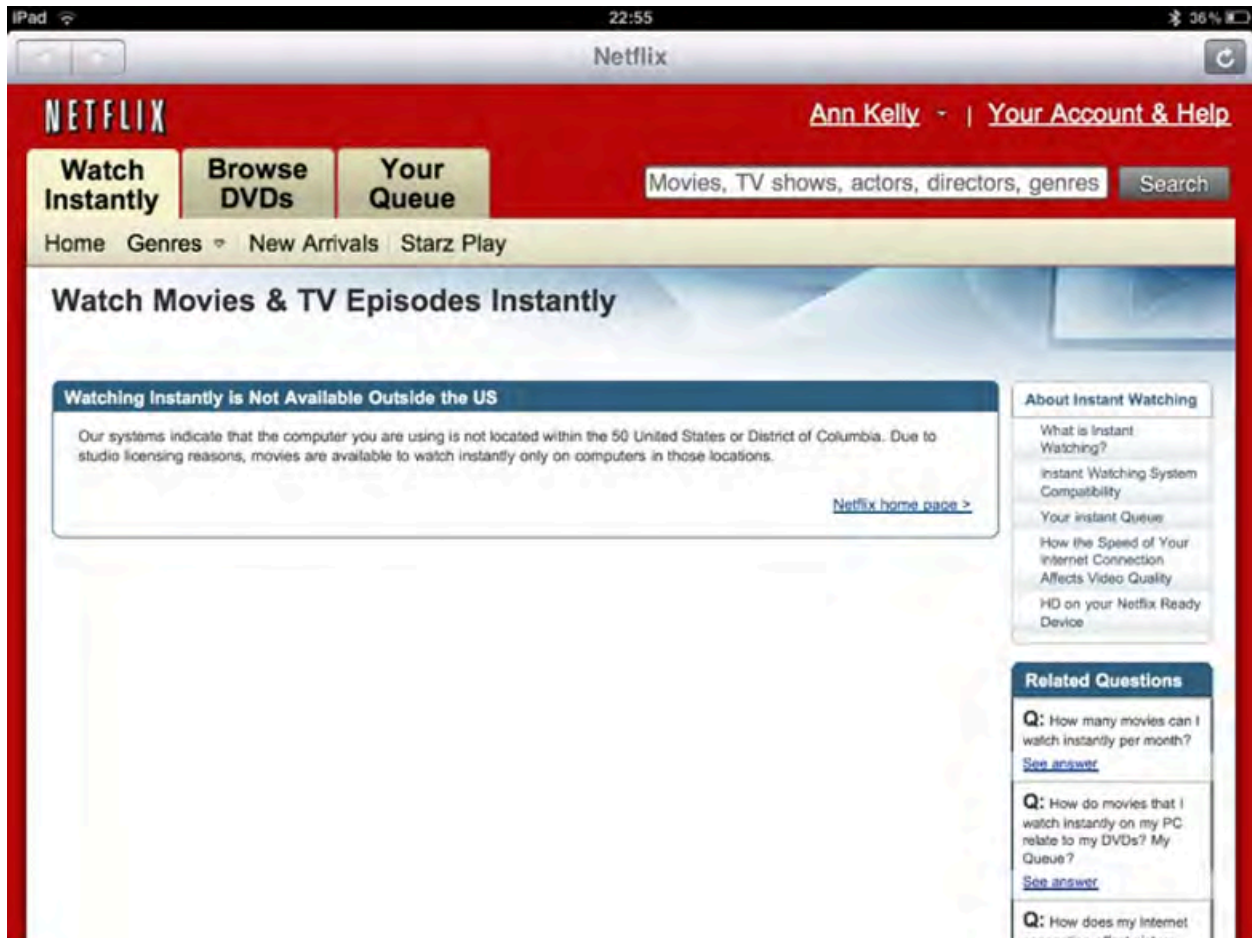 iPad 22:55 36%
Netflix
NETFLIX
Ann Kelly | Your Account & Help
Watch Instantly
Browse DVDs
Your Queue
Movies, TV shows, actors, directors, genres Search
Home Genres New Arrivals Starz Play
Watch Movies & TV Episodes Instantly
Watching Instantly is Not Available Outside the US
Our systems indicate that the computer you are using is not located within the 50 United States or District of Columbia. Due to
studio licensing reasons, movies are available to watch instantly only on computers in those locations.
Netflix home page >
About Instant Watching
What is Instant
Watching?
Instant Watching System
Compatibility
Your instant Queue
How the Speed of Your
Internet Connection
Affects Video Quality
HD on your Netflix Ready
Device
Related Questions
Q: How many movies can I
watch instantly per month?
See answer
Q: How do movies that I
watch instantly on my PC
relate to my DVDs? My
Queue?
See answer
Q: How does my Internet